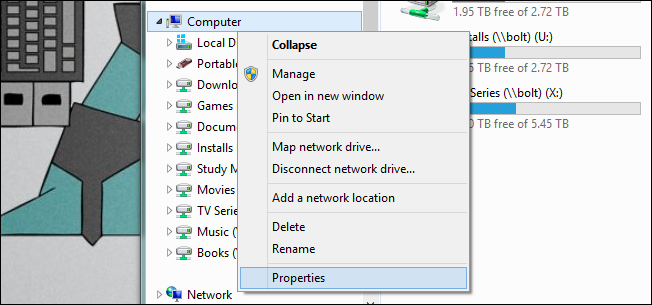 Computer
Local D
Portable
Downlo
Games
Docum
Installs
Study M
Movies
TV Serie
Music (
Books (
Network
Collapse
Manage
Open in new window
Pin to Start
Map network drive...
Disconnect network drive...
Add a network location
Delete
Rename
Properties
1.95 TB free of 2.72 TB
alls (\\bolt) (U:)
TB free of 2.72 TB
Series (\\bolt) (X:)
TB free of 5.45 TB